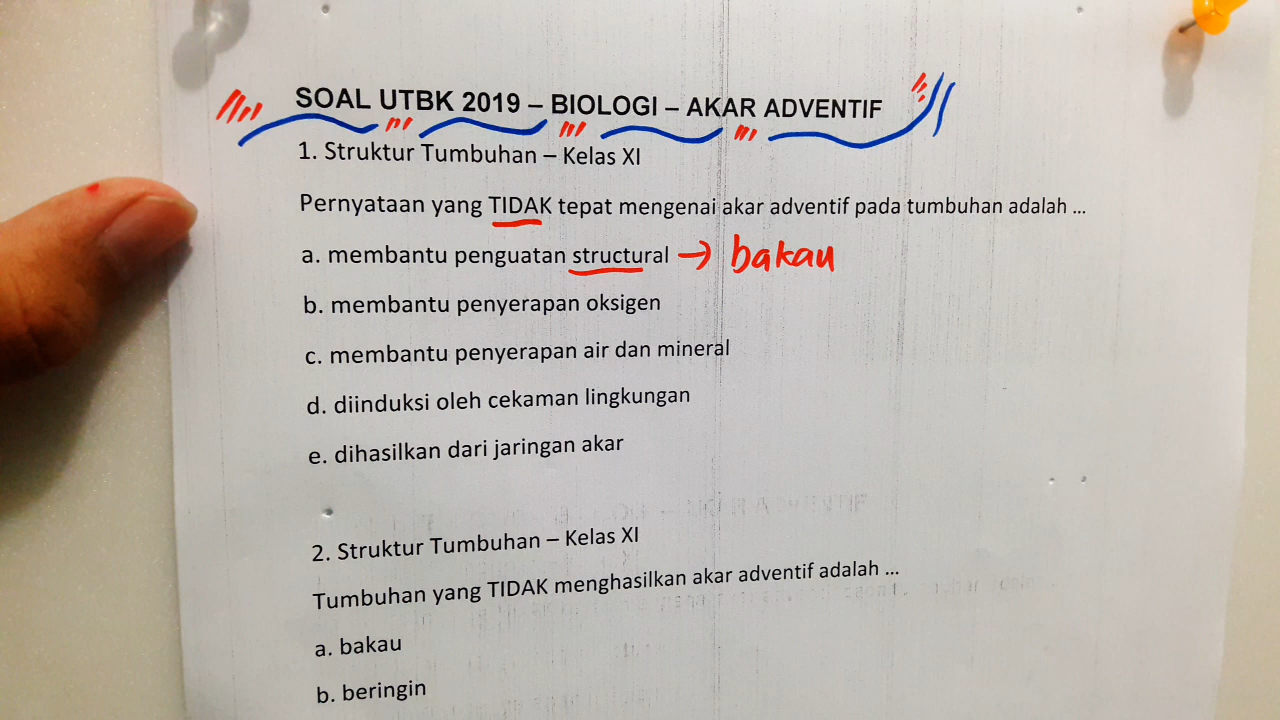 SOAL UTBK 2019 – BIOLOGI – AKAR ADVENTIF
1. Struktur Tumbuhan – Kelas XI
Pernyataan yang TIDAK tepat mengenai akar adventif pada tumbuhan adalah ...
a. membantu penguatan structural → bakau
b. membantu penyerapan oksigen
c. membantu penyerapan air dan mineral
d. diinduksi oleh cekaman lingkungan
e. dihasilkan dari jaringan akar
2. Struktur Tumbuhan – Kelas XI
Tumbuhan yang TIDAK menghasilkan akar adventif adalah ...
a. bakau
b. beringin